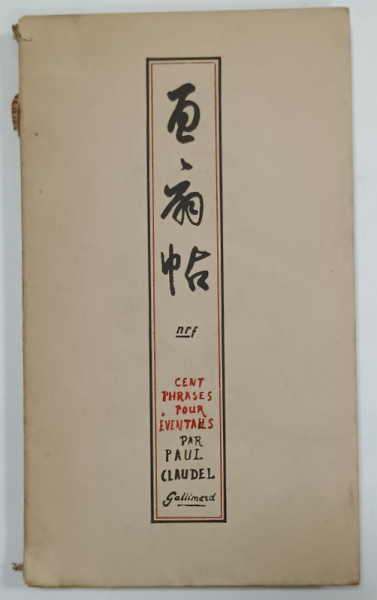 百扇帖
nrf
CENT
PHRASES
POUR
ÉVENTAILS
PAR
PAUL
CLAUDEL
Gallimard